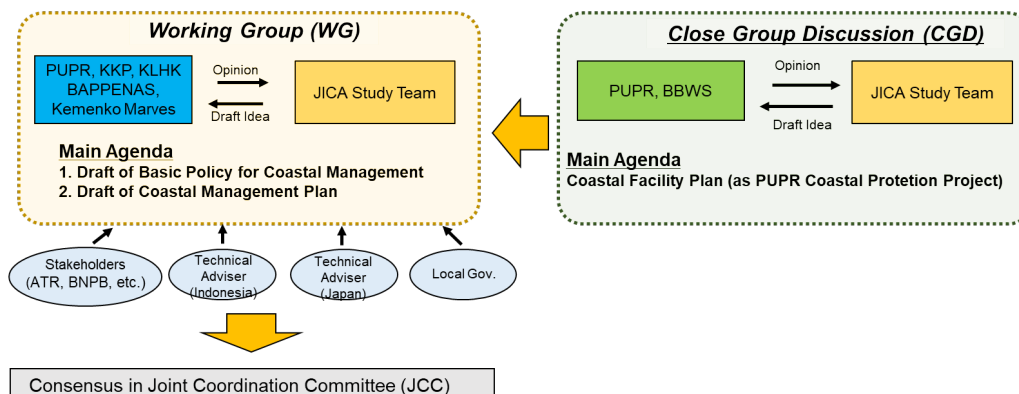 Working Group (WG)
PUPR, KKP, KLHK
BAPPENAS,
Kemenko Marves
Opinion
Draft Idea
JICA Study Team
Main Agenda
1. Draft of Basic Policy for Coastal Management
2. Draft of Coastal Management Plan
Close Group Discussion (CGD)
PUPR, BBWS
Opinion
Draft Idea
JICA Study Team
Main Agenda
Coastal Facility Plan (as PUPR Coastal Protetion Project)
Stakeholders
(ATR, BNPB, etc.)
Technical
Adviser
(Indonesia)
Technical
Adviser
(Japan)
Local Gov.
Consensus in Joint Coordination Committee (JCC)